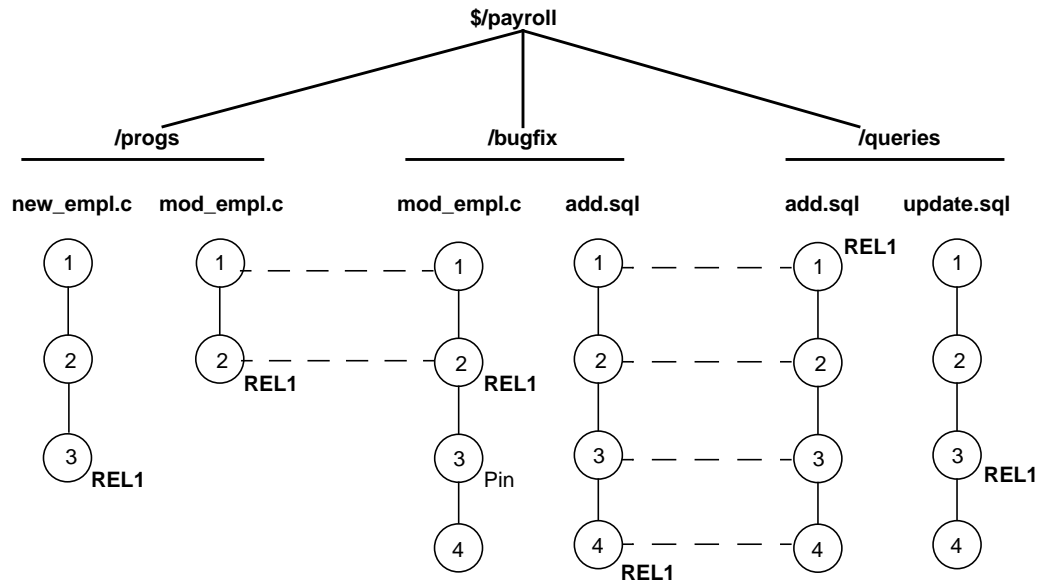 $/payroll
/progs /bugfix /queries
new_empl.c mod_empl.c mod_empl.c add.sql add.sql update.sql
1 1 1 1 1 REL1 1
2 2 REL1 2 REL1 2 2 2
3 REL1 3 Pin 3 3 3 REL1
4 4 REL1 4 4